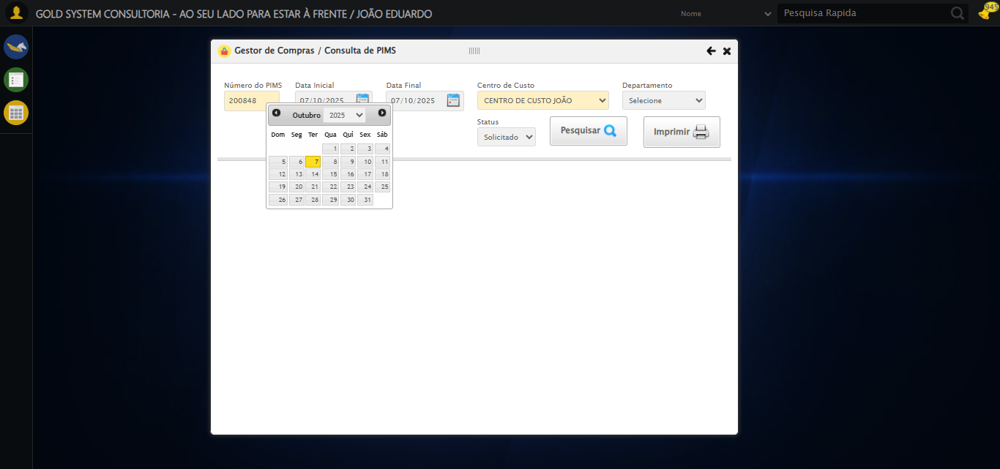 GOLD SYSTEM CONSULTORIA - AO SEU LADO PARA ESTAR À FRENTE / JOÃO EDUARDO
Nome
Pesquisa Rapida
945
Gestor de Compras / Consulta de PIMS
Número do PIMS Data Inicial Data Final Centro de Custo Departamento
200848 07/10/2025 07/10/2025 CENTRO DE CUSTO JOÃO Selecione
Status
Solicitado Pesquisar Imprimir
Outubro 2025
Dom Seg Ter Qua Qui Sex Sáb
1 2 3 4
5 6 7 8 9 10 11
12 13 14 15 16 17 18
19 20 21 22 23 24 25
26 27 28 29 30 31